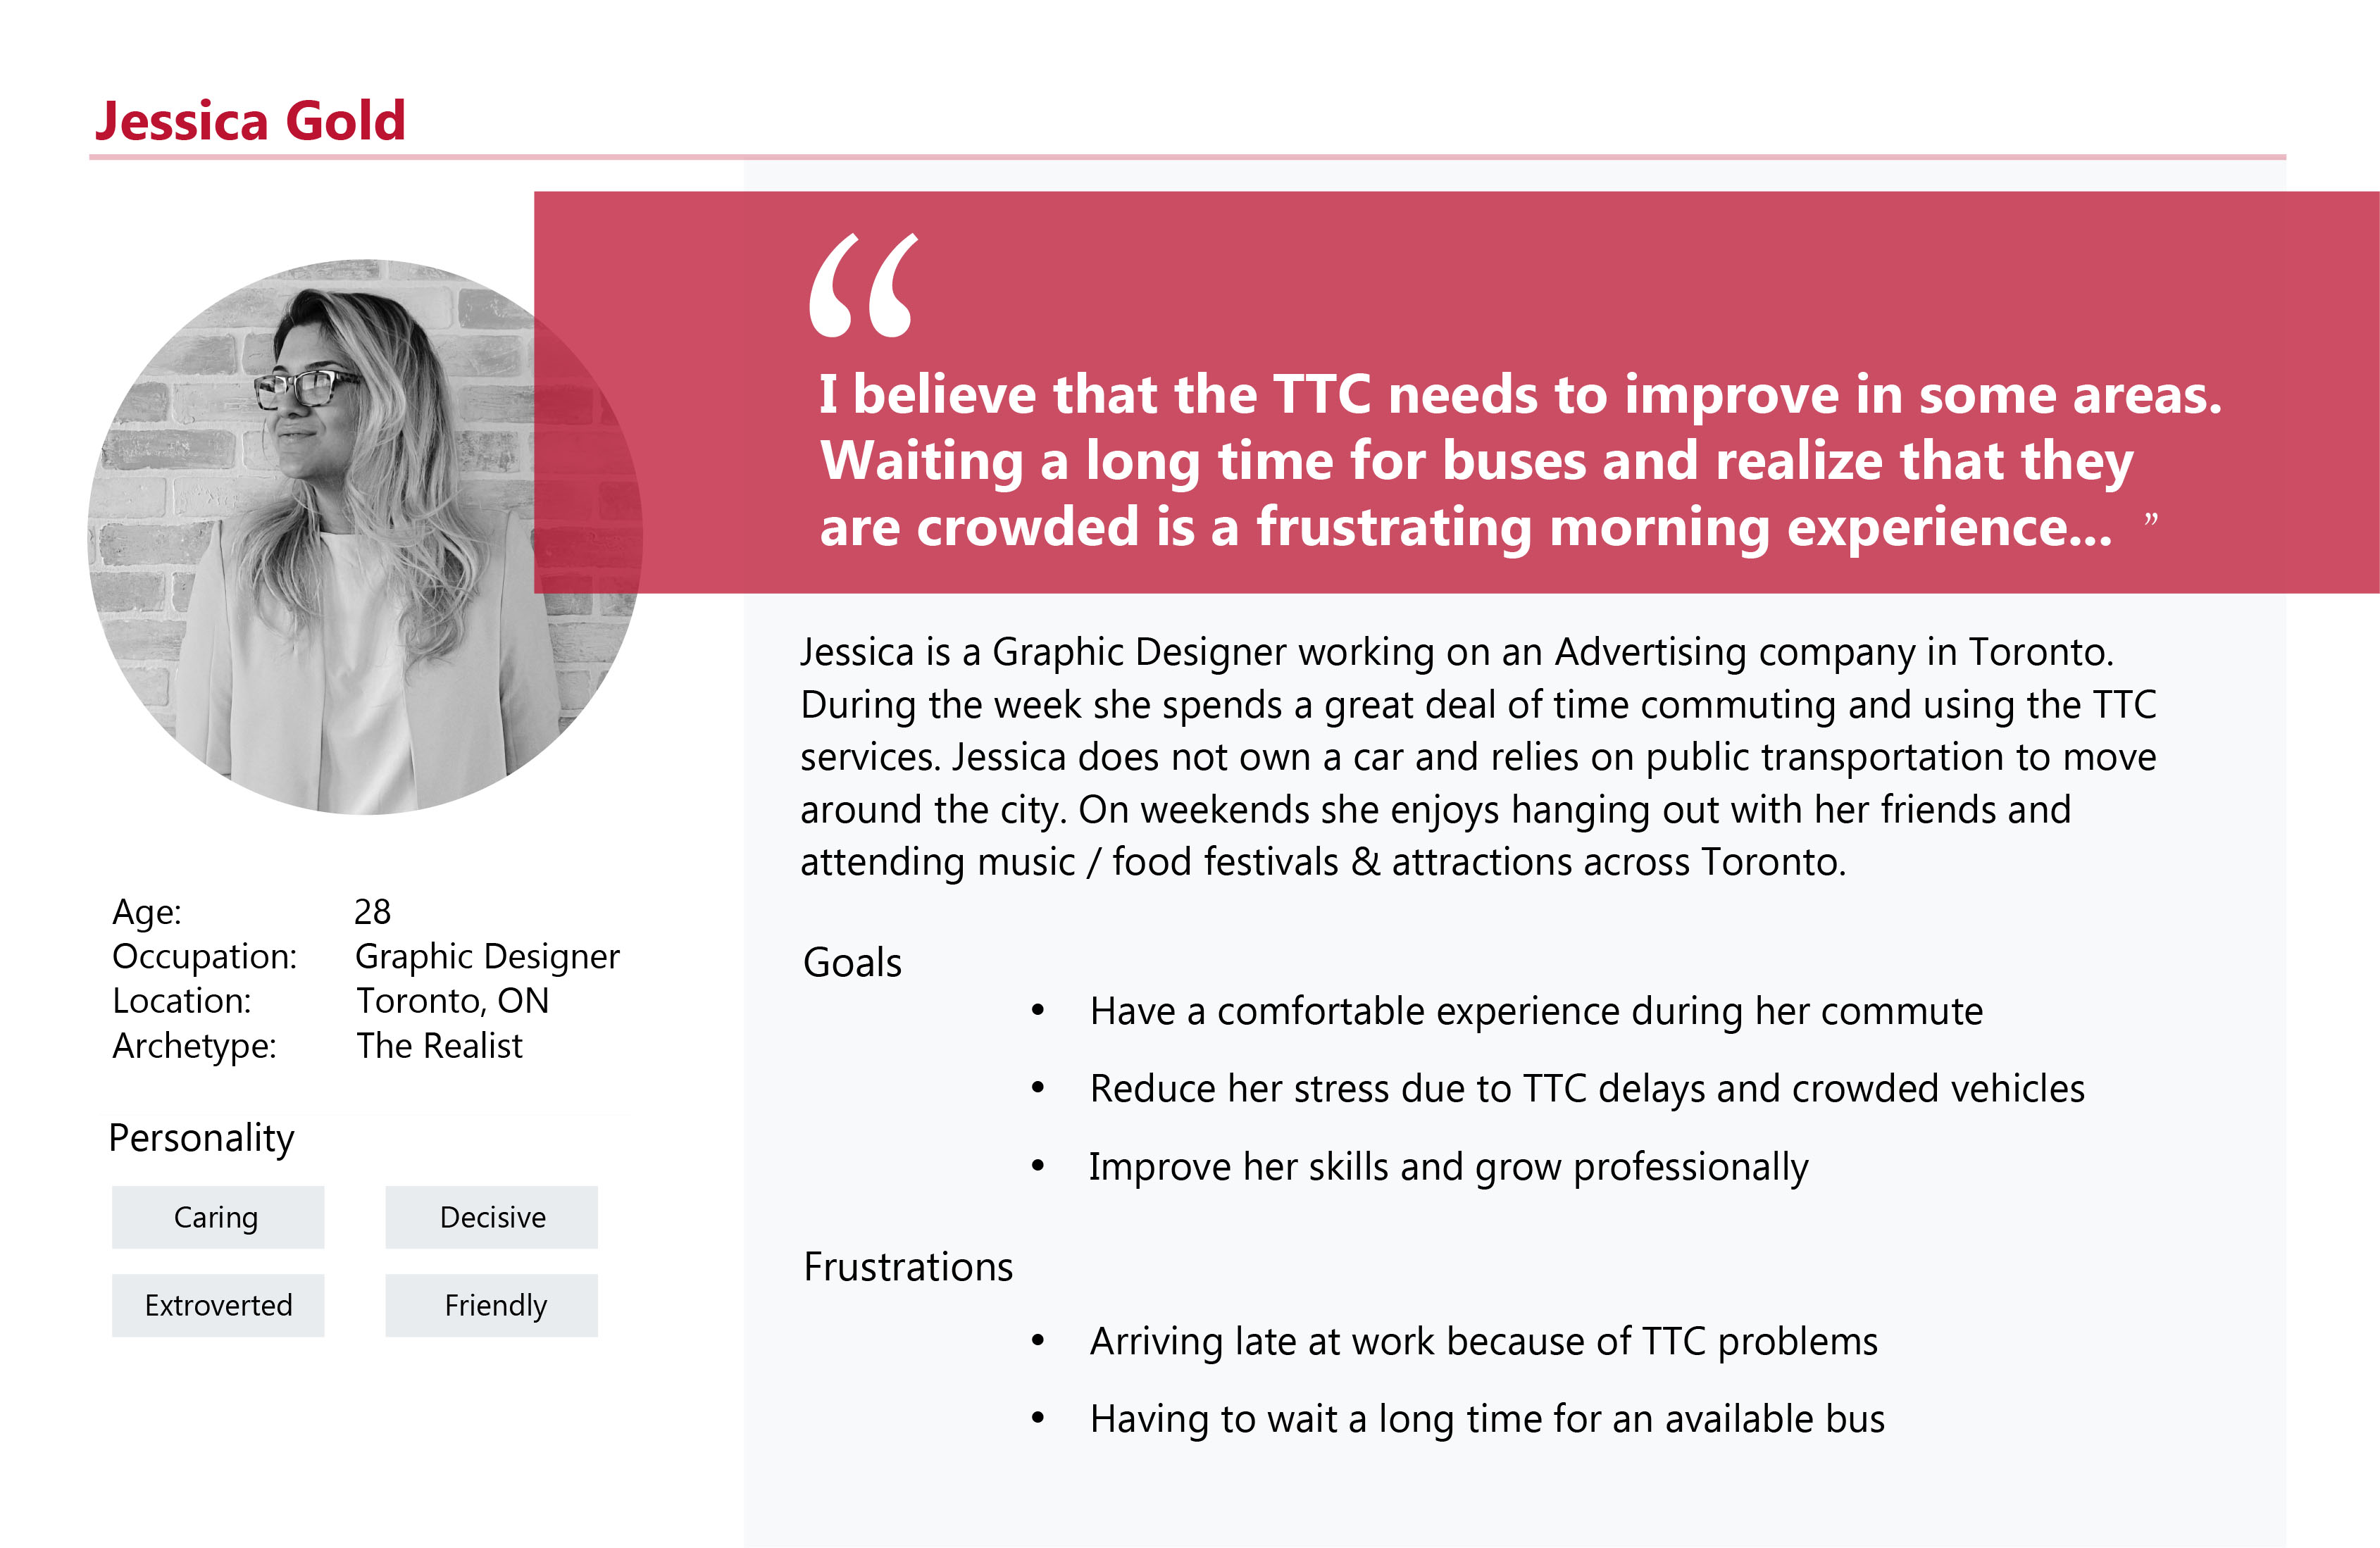 Jessica Gold
“
I believe that the TTC needs to improve in some areas.
Waiting a long time for buses and realize that they
are crowded is a frustrating morning experience... ”
Jessica is a Graphic Designer working on an Advertising company in Toronto.
During the week she spends a great deal of time commuting and using the TTC
services. Jessica does not own a car and relies on public transportation to move
around the city. On weekends she enjoys hanging out with her friends and
attending music / food festivals & attractions across Toronto.
Age: 28
Occupation: Graphic Designer
Location: Toronto, ON
Archetype: The Realist
Personality
Caring Decisive
Extroverted Friendly
Goals
• Have a comfortable experience during her commute
• Reduce her stress due to TTC delays and crowded vehicles
• Improve her skills and grow professionally
Frustrations
• Arriving late at work because of TTC problems
• Having to wait a long time for an available bus